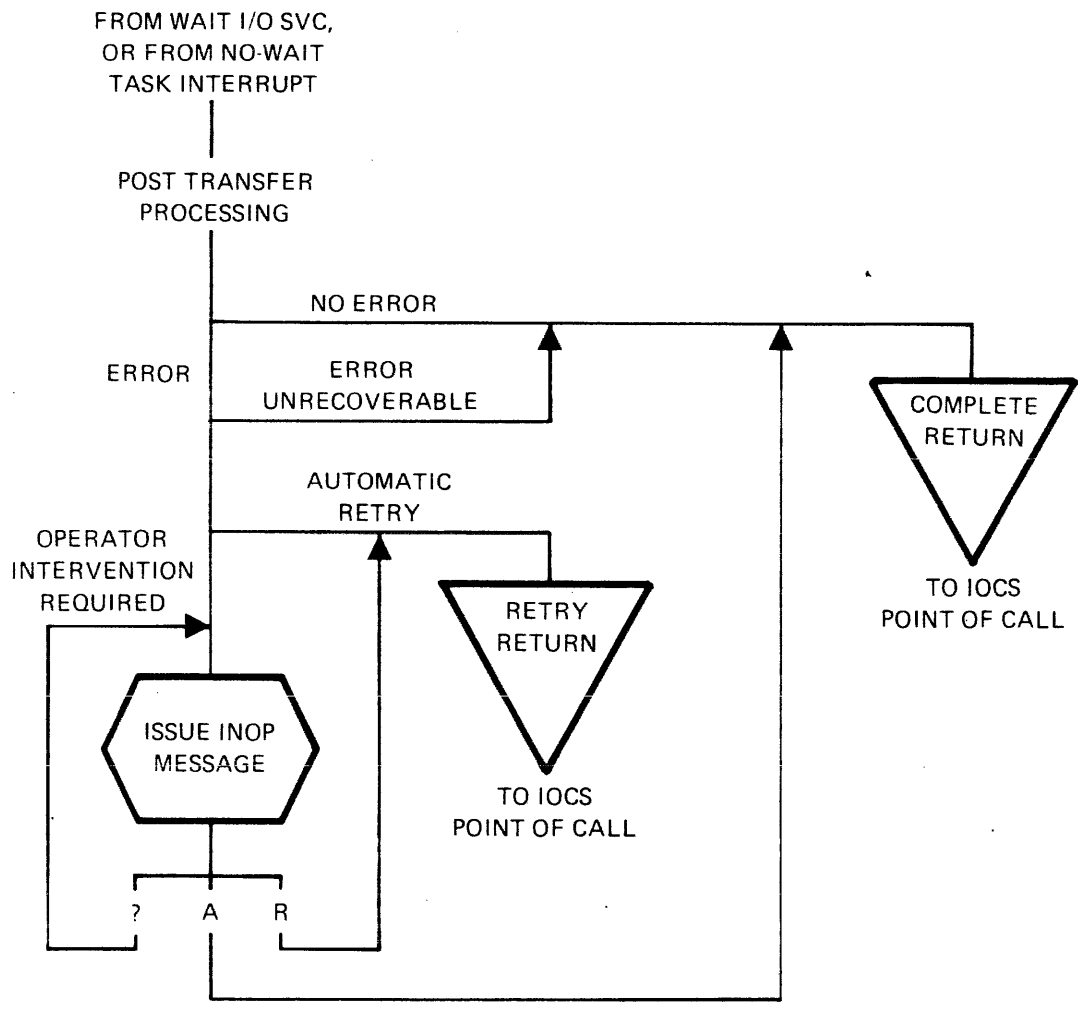 FROM WAIT I/O SVC,
OR FROM NO-WAIT
TASK INTERRUPT
POST TRANSFER
PROCESSING
NO ERROR
ERROR
ERROR
UNRECOVERABLE
COMPLETE
RETURN
TO IOCS
POINT OF CALL
AUTOMATIC
RETRY
OPERATOR
INTERVENTION
REQUIRED
RETRY
RETURN
TO IOCS
POINT OF CALL
ISSUE INOP
MESSAGE
? A R